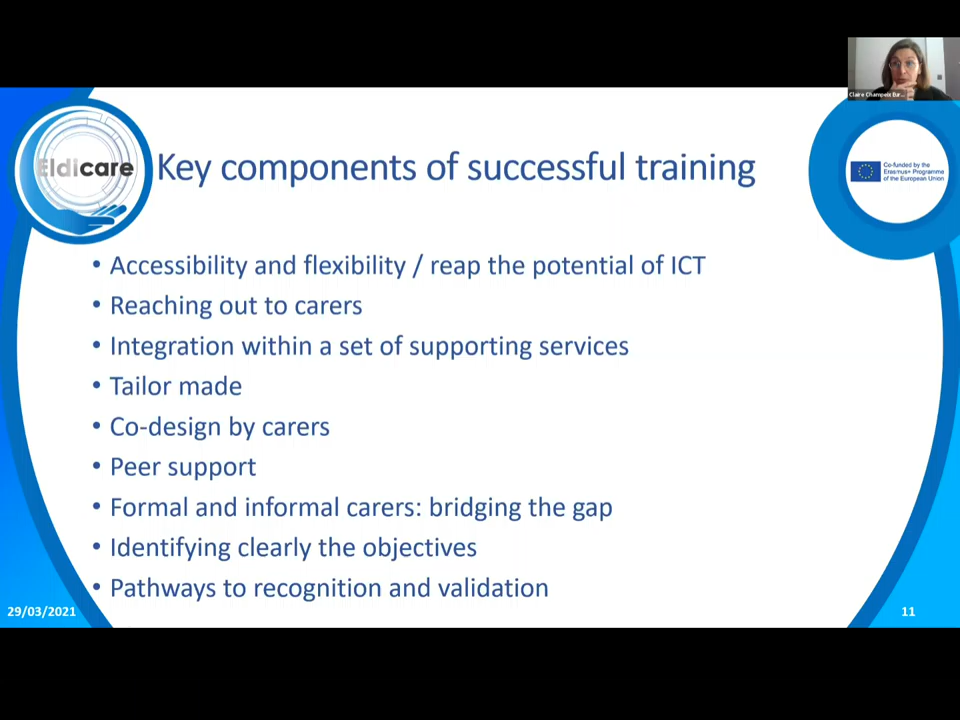 Claire Champeix Eur...
Eldicare
Key components of successful training
Co-funded by the
Erasmus+ Programme
of the European Union
• Accessibility and flexibility / reap the potential of ICT
• Reaching out to carers
• Integration within a set of supporting services
• Tailor made
• Co-design by carers
• Peer support
• Formal and informal carers: bridging the gap
• Identifying clearly the objectives
• Pathways to recognition and validation
29/03/2021
11